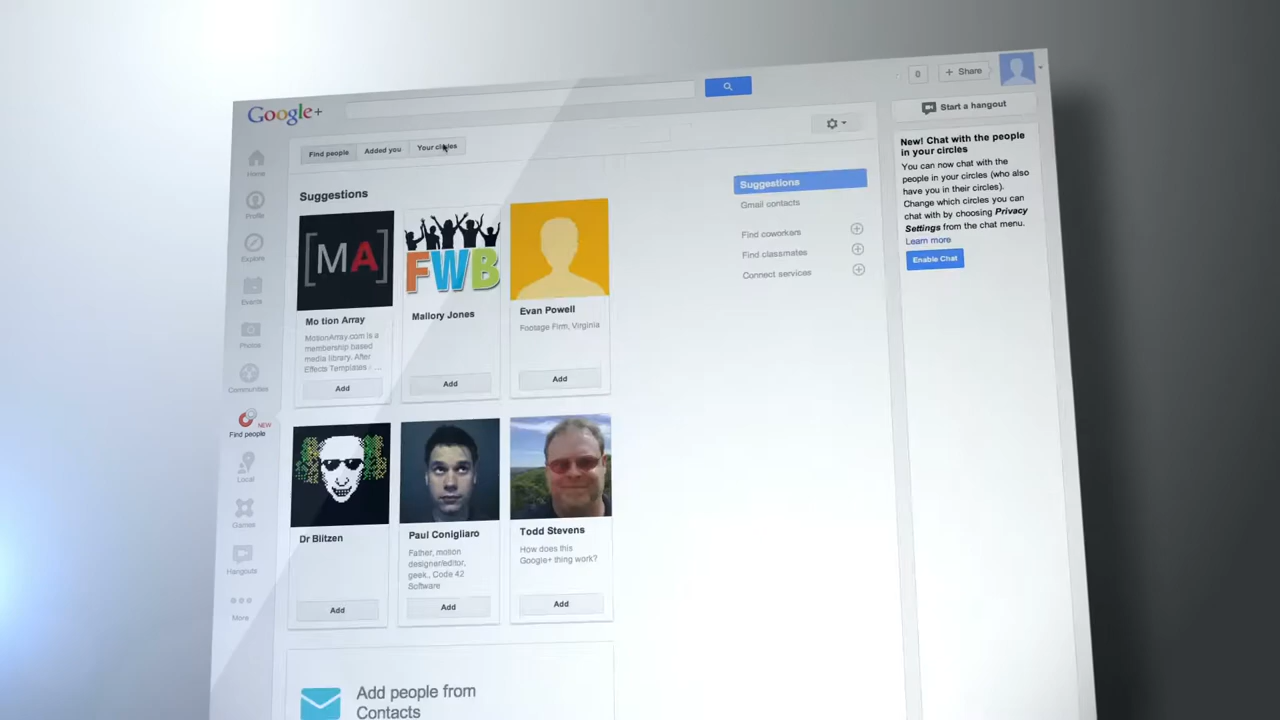 Google+
0
+ Share
Start a hangout
Find people
Added you
Your circles
Home
Profile
Explore
Events
Photos
Communities
Find people
NEW
Local
Games
Hangouts
More
Suggestions
[MA]
Mo tion Array
MotionArray.com is a
membership based
media library. After
Effects Templates : ...
Add
FWB
Mallory Jones
Add
Evan Powell
Footage Firm, Virginia
Add
Dr Blitzen
Add
Paul Conigliaro
Father, motion
designer/editor,
geek,, Code 42
Software
Add
Todd Stevens
How does this
Google+ thing work?
Add
Add people from
Contacts
Suggestions
Gmail contacts
Find coworkers
Find classmates
Connect services
New! Chat with the people
in your circles
You can now chat with the
people in your circles (who also
have you in their circles).
Change which circles you can
chat with by choosing Privacy
Settings from the chat menu.
Learn more
Enable Chat